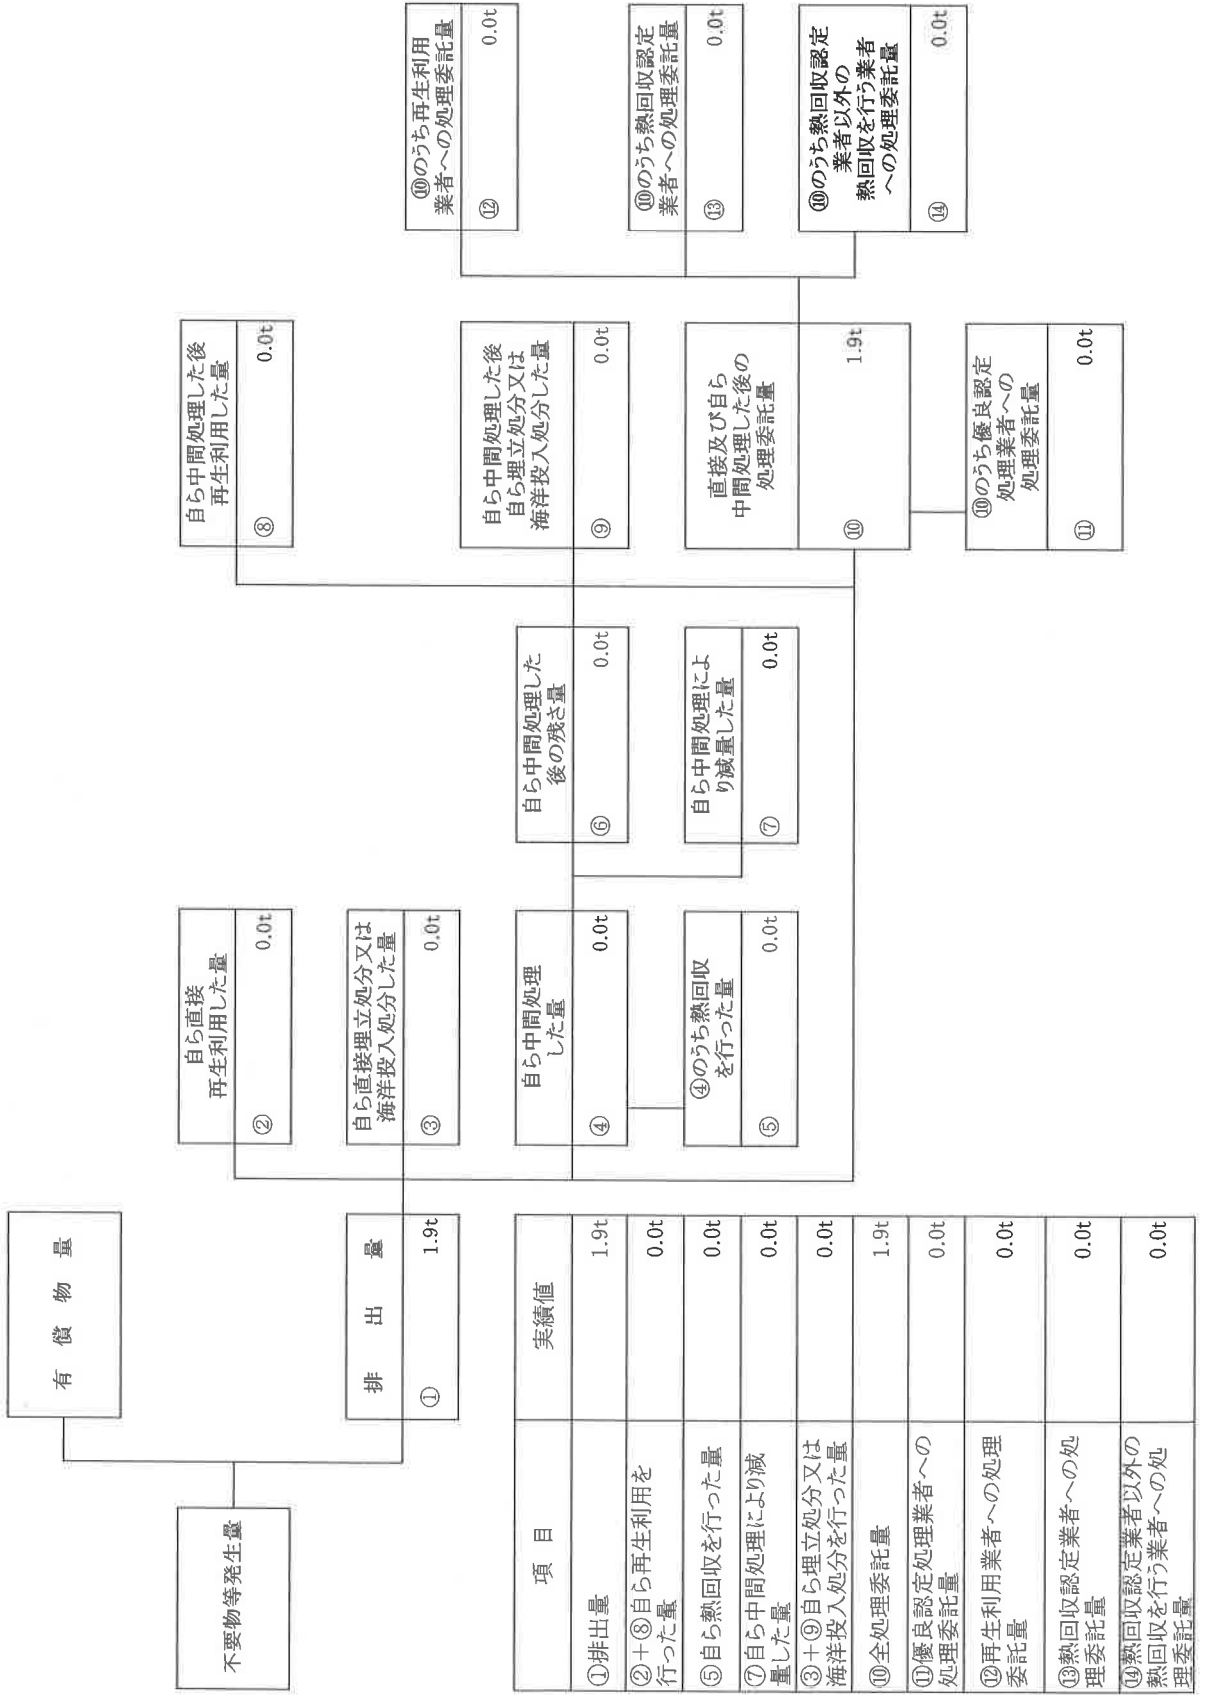 不要物等発生量
有 償 物 量
排 出 量
① 1.9t
自ら直接
再生利用した量
② 0.0t
自ら直接埋立処分又は
海洋投入処分した量
③ 0.0t
自ら中間処理
した量
④ 0.0t
④のうち熱回収
を行った量
⑤ 0.0t
自ら中間処理した
後の残さ量
⑥ 0.0t
自ら中間処理によ
り減量した量
⑦ 0.0t
自ら中間処理した後
再生利用した量
⑧ 0.0t
自ら中間処理した後
自ら埋立処分又は
海洋投入処分した量
⑨ 0.0t
直接及び自ら
中間処理した後の
処理委託量
⑩ 1.9t
⑩のうち優良認定
処理業者への
処理委託量
⑪ 0.0t
⑩のうち再生利用
業者への処理委託量
⑫ 0.0t
⑩のうち熱回収認定
業者への処理委託量
⑬ 0.0t
⑩のうち熱回収認定
業者以外の
熱回収を行う業者
への処理委託量
⑭ 0.0t
項 目 実績値
①排出量 1.9t
②+⑧自ら再生利用を
行った量 0.0t
⑤自ら熱回収を行った量 0.0t
⑦自ら中間処理により減
量した量 0.0t
③+⑨自ら埋立処分又は
海洋投入処分を行った量 0.0t
⑩全処理委託量 1.9t
⑪優良認定処理業者への
処理委託量 0.0t
⑫再生利用業者への処理
委託量 0.0t
⑬熱回収認定業者への処
理委託量 0.0t
⑭熱回収認定業者以外の
熱回収を行う業者への処
理委託量 0.0t